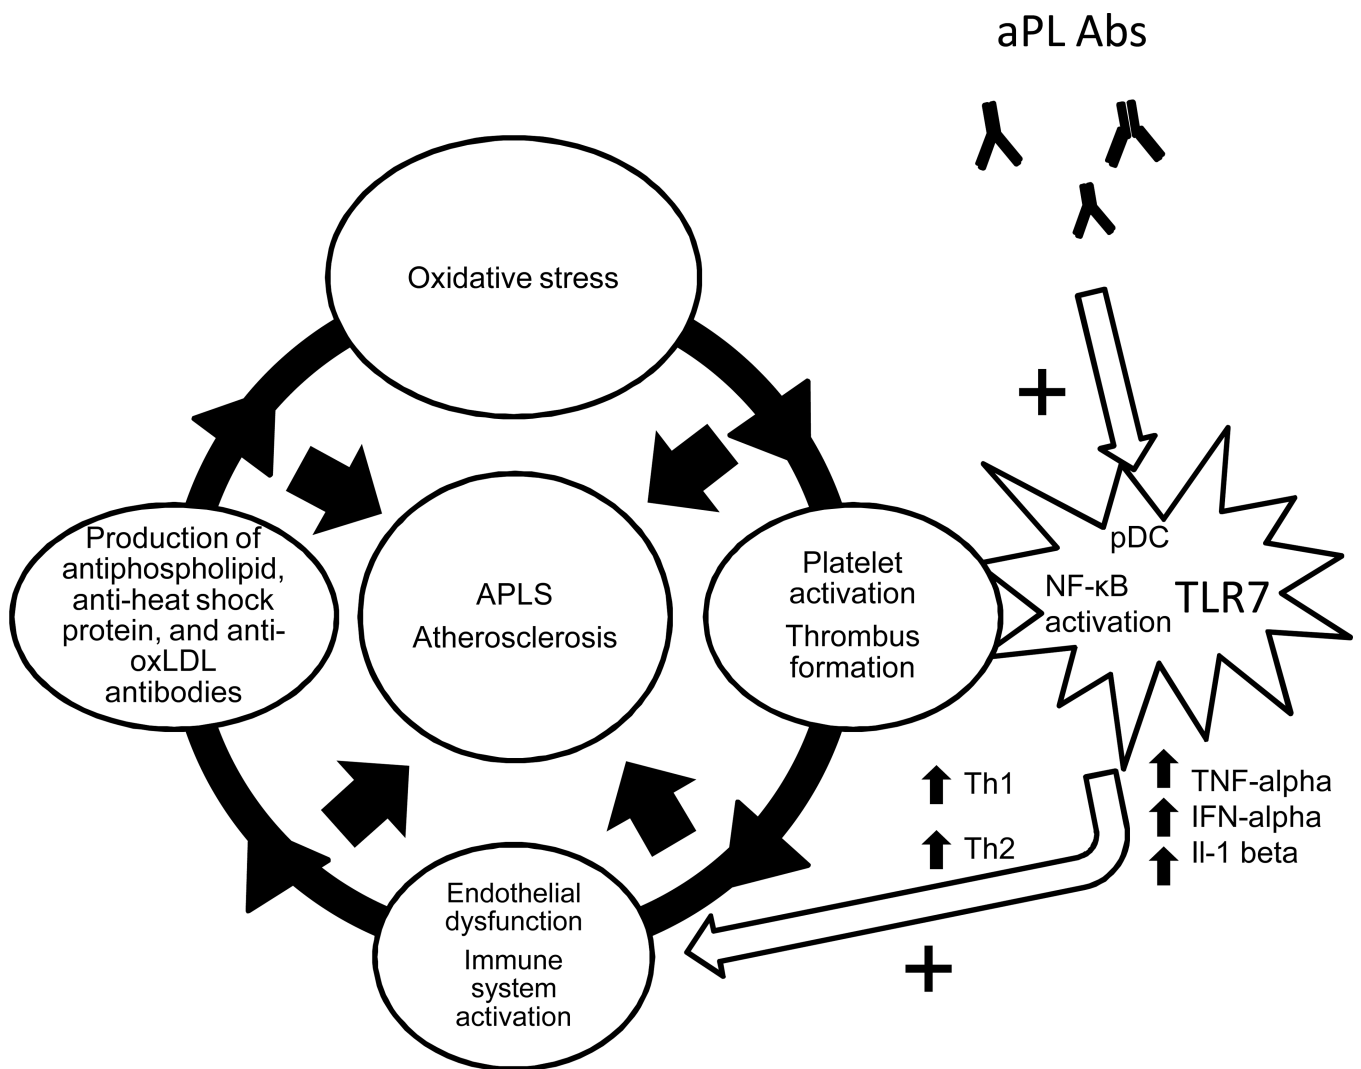 aPL Abs
Oxidative stress
+
Production of
antiphospholipid,
anti-heat shock
protein, and anti-
oxLDL
antibodies
APLS
Atherosclerosis
Platelet
activation
Thrombus
formation
pDC
NF-κB
activation
TLR7
Th1
Th2
TNF-alpha
IFN-alpha
Il-1 beta
Endothelial
dysfunction
Immune
system
activation
+